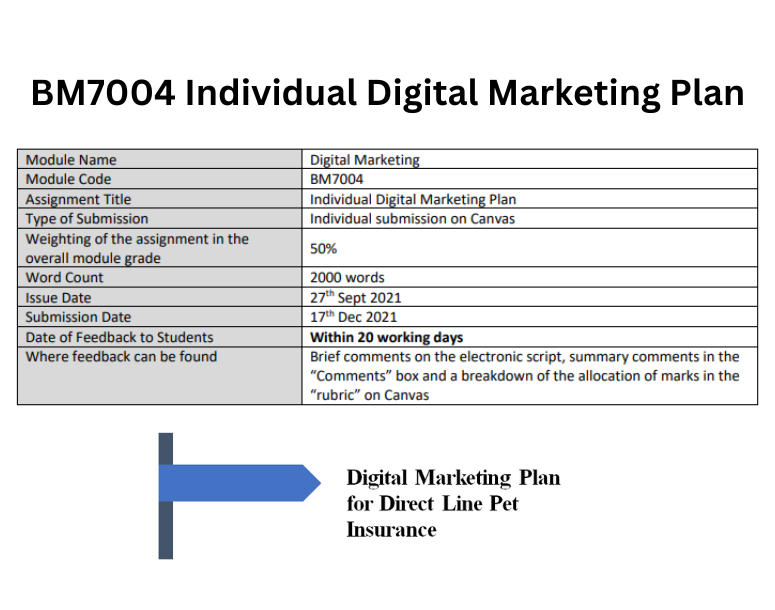 BM7004 Individual Digital Marketing Plan
Module Name Digital Marketing
Module Code BM7004
Assignment Title Individual Digital Marketing Plan
Type of Submission Individual submission on Canvas
Weighting of the assignment in the
overall module grade
50%
Word Count 2000 words
Issue Date 27th Sept 2021
Submission Date 17th Dec 2021
Date of Feedback to Students Within 20 working days
Where feedback can be found Brief comments on the electronic script, summary comments in the
“Comments” box and a breakdown of the allocation of marks in the
“rubric” on Canvas
Digital Marketing Plan
for Direct Line Pet
Insurance